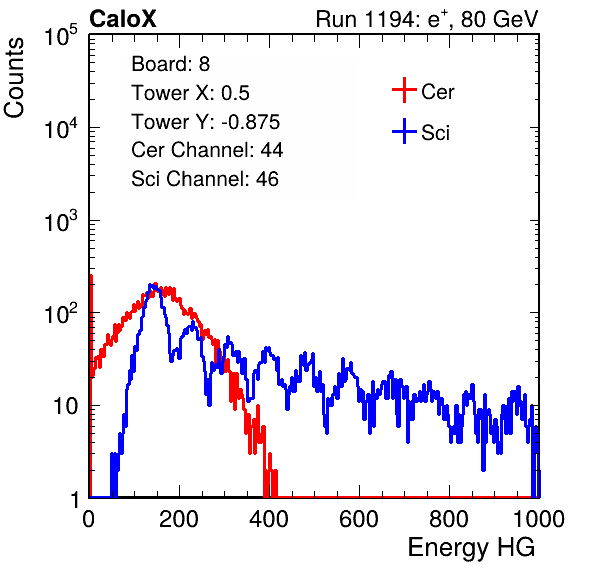 CaloX Run 1194: e⁺, 80 GeV
Counts
Board: 8
Tower X: 0.5
Tower Y: -0.875
Cer Channel: 44
Sci Channel: 46
Cer
Sci
10⁵
10⁴
10³
10²
10
1
0 200 400 600 800 1000
Energy HG